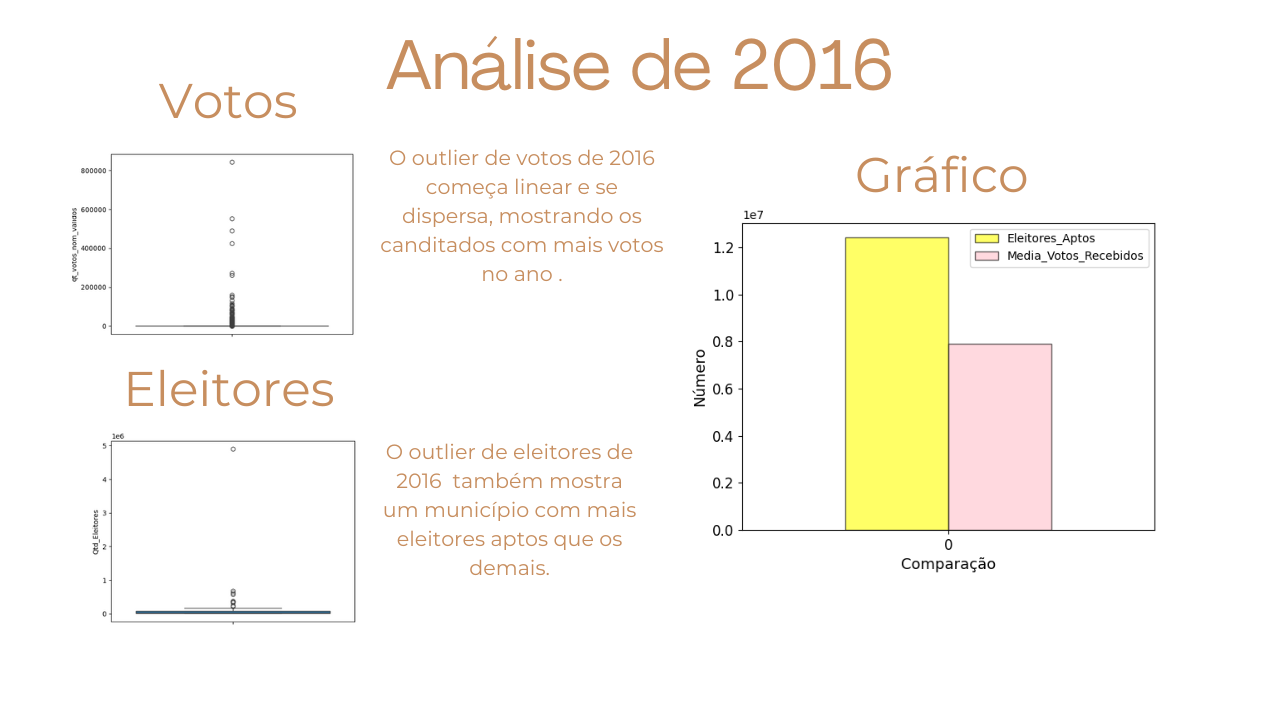 Análise de 2016
Votos
800000
600000
400000
200000
0
qt_votos_nom_validos
O outlier de votos de 2016
começa linear e se
dispersa, mostrando os
canditados com mais votos
no ano .
Eleitores
1e6
5
4
3
2
1
0
Qtd_Eleitores
O outlier de eleitores de
2016  também mostra
um município com mais
eleitores aptos que os
demais.
Gráfico
1e7
1.2
1.0
0.8
0.6
0.4
0.2
0.0
Número
Eleitores_Aptos
Media_Votos_Recebidos
0
Comparação